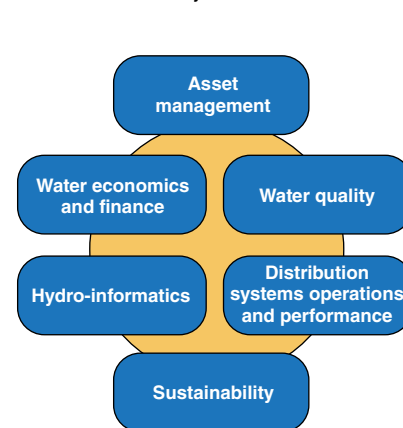 Asset
management
Water economics
and finance
Water quality
Hydro-informatics
Distribution
systems operations
and performance
Sustainability